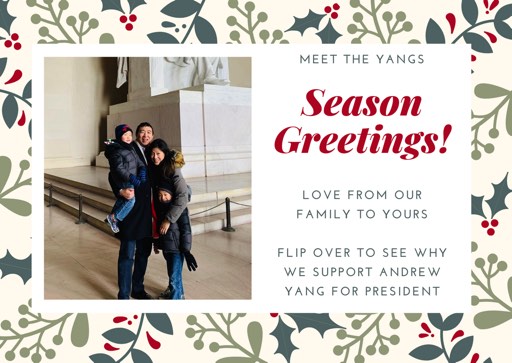 MEET THE YANGS
Season
Greetings!
LOVE FROM OUR
FAMILY TO YOURS
FLIP OVER TO SEE WHY
WE SUPPORT ANDREW
YANG FOR PRESIDENT